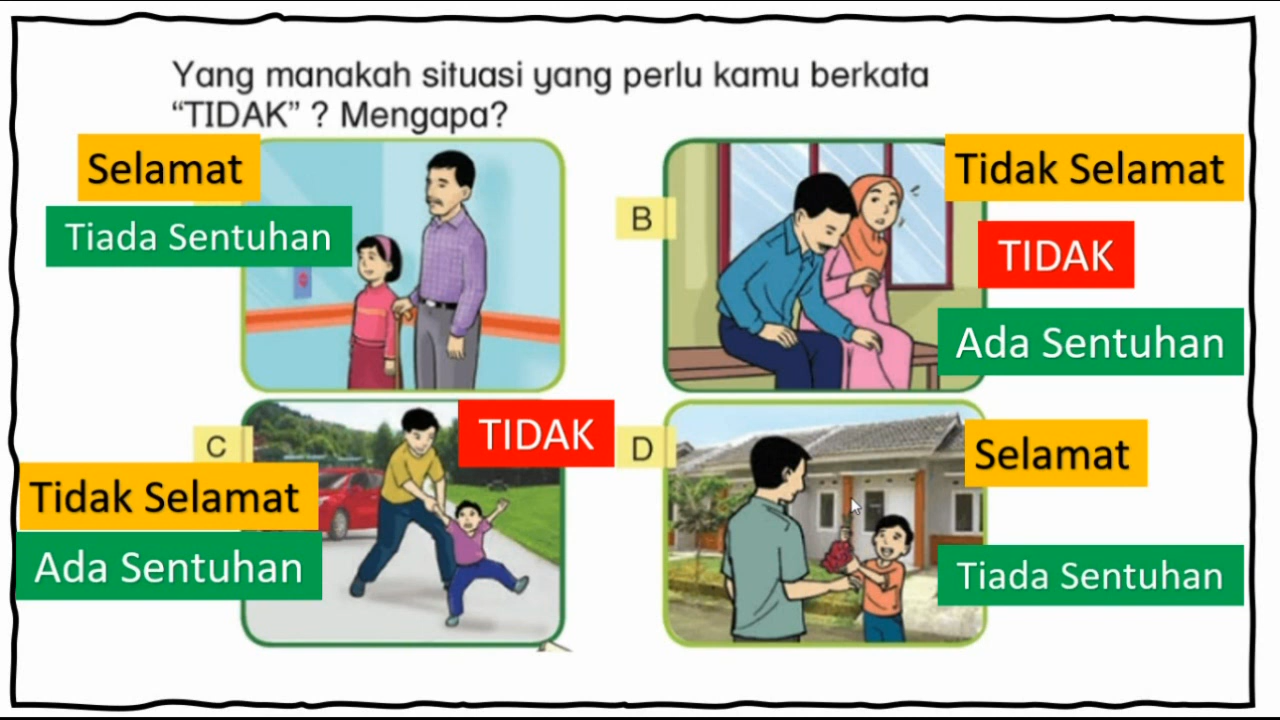 Yang manakah situasi yang perlu kamu berkata
“TIDAK” ? Mengapa?
Selamat
Tiada Sentuhan
B
Tidak Selamat
TIDAK
Ada Sentuhan
C
TIDAK
Tidak Selamat
Ada Sentuhan
D
Selamat
Tiada Sentuhan